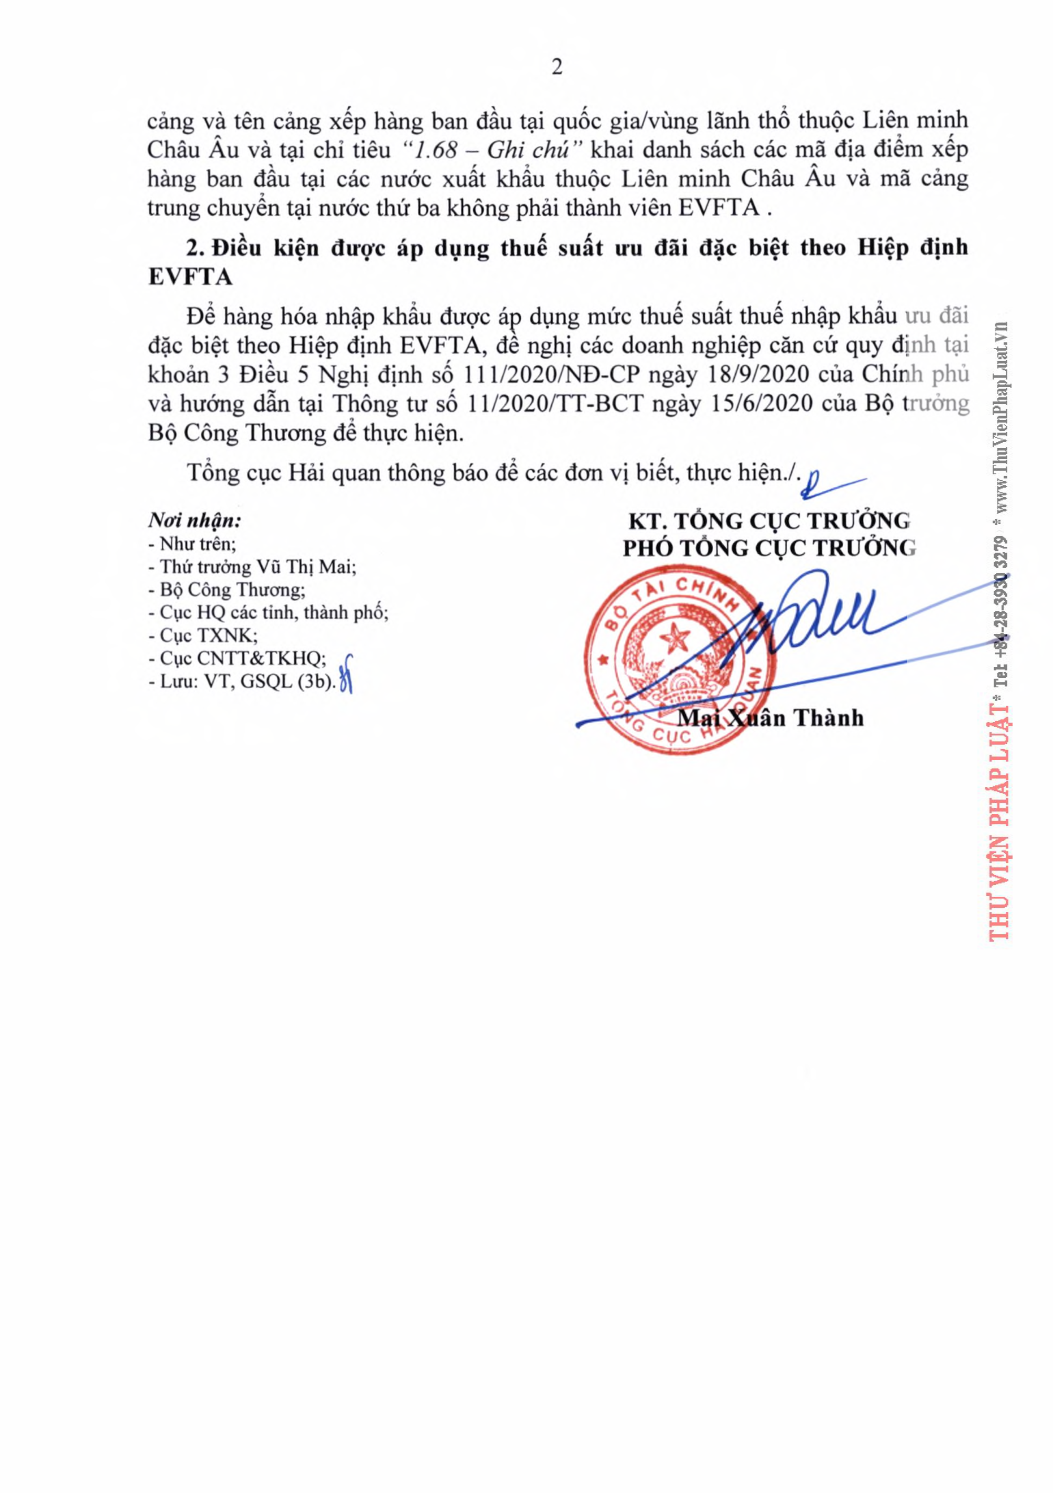 2
cảng và tên cảng xếp hàng ban đầu tại quốc gia/vùng lãnh thổ thuộc Liên minh
Châu Âu và tại chỉ tiêu “1.68 – Ghi chú” khai danh sách các mã địa điểm xếp
hàng ban đầu tại các nước xuất khẩu thuộc Liên minh Châu Âu và mã cảng
trung chuyển tại nước thứ ba không phải thành viên EVFTA .
2. Điều kiện được áp dụng thuế suất ưu đãi đặc biệt theo Hiệp định
EVFTA
Để hàng hóa nhập khẩu được áp dụng mức thuế suất thuế nhập khẩu ưu đãi
đặc biệt theo Hiệp định EVFTA, đề nghị các doanh nghiệp căn cứ quy định tại
khoản 3 Điều 5 Nghị định số 111/2020/NĐ-CP ngày 18/9/2020 của Chính phủ
và hướng dẫn tại Thông tư số 11/2020/TT-BCT ngày 15/6/2020 của Bộ trưởng
Bộ Công Thương để thực hiện.
Tổng cục Hải quan thông báo để các đơn vị biết, thực hiện./.
Nơi nhận:
- Như trên;
- Thứ trưởng Vũ Thị Mai;
- Bộ Công Thương;
- Cục HQ các tỉnh, thành phố;
- Cục TXNK;
- Cục CNTT&TKHQ;
- Lưu: VT, GSQL (3b).
KT. TỔNG CỤC TRƯỞNG
PHÓ TỔNG CỤC TRƯỞNG
BỘ TÀI CHÍNH
TỔNG CỤC HẢI QUAN
Mai Xuân Thành
THƯ VIỆN PHÁP LUẬT * Tel: +84-28-3930 3279 * www.ThuVienPhapLuat.vn